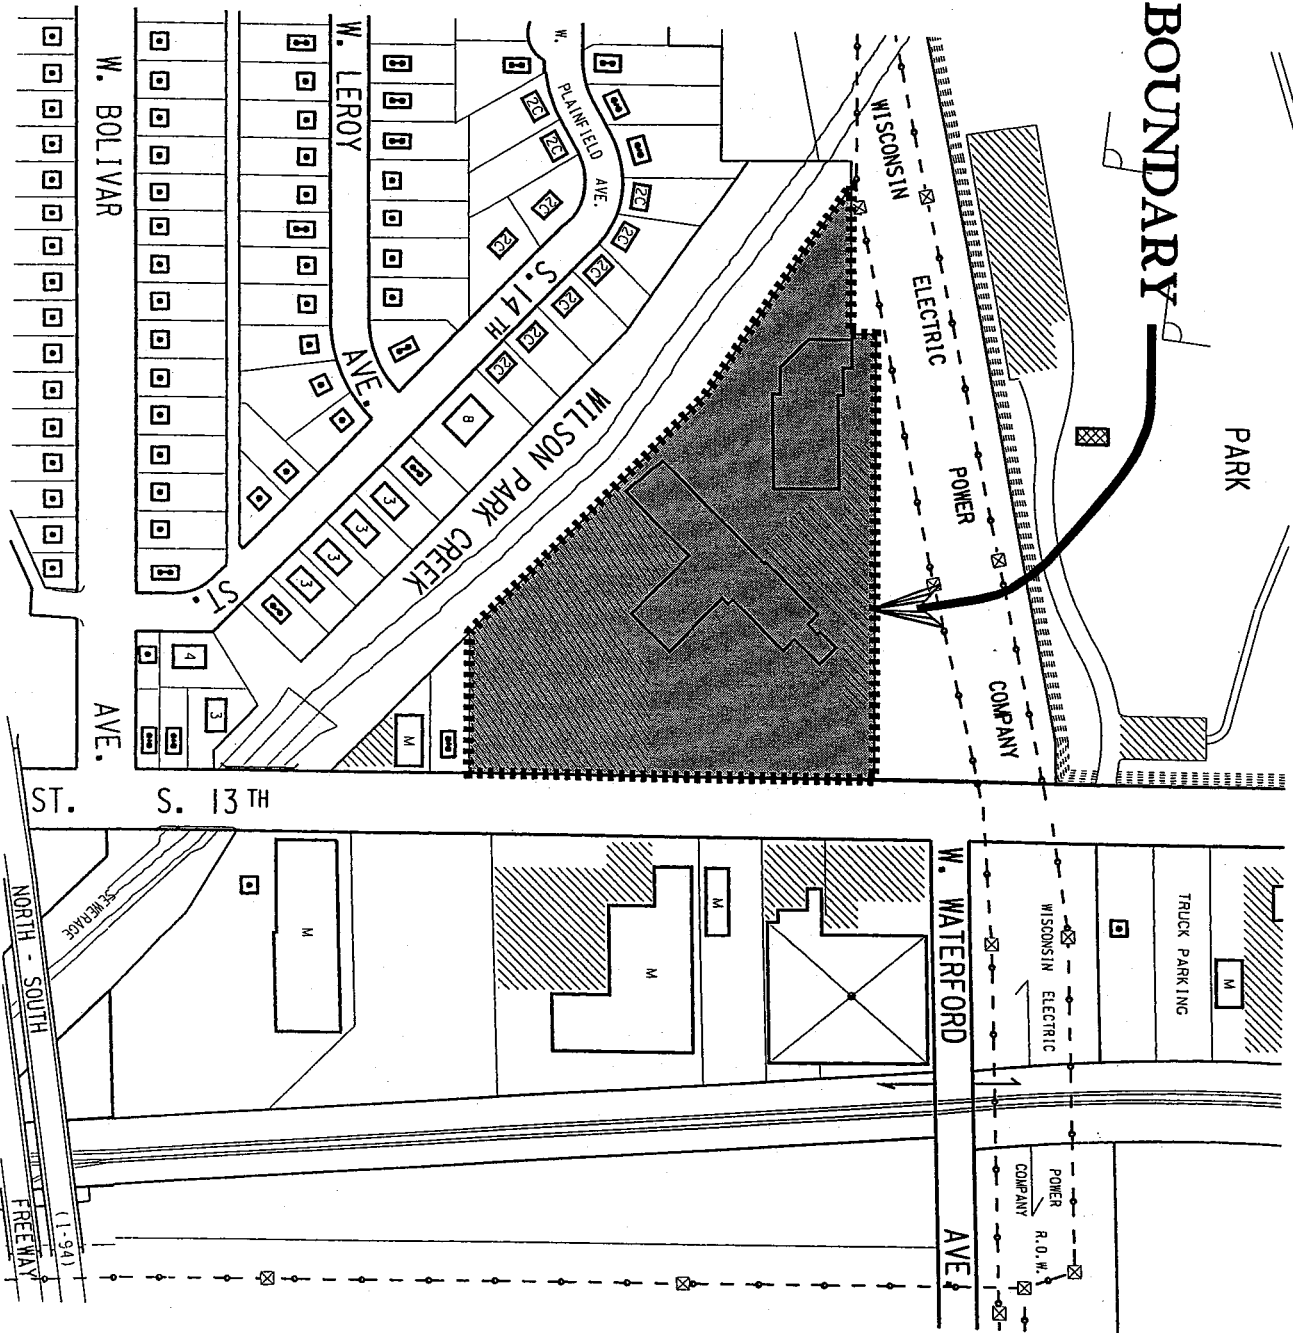 BOUNDARY
PARK
W. LEROY
AVE.
W. BOLIVAR
AVE.
W.
PLAINFIELD
AVE.
S. 14 TH
ST.
WILSON PARK CREEK
WISCONSIN
ELECTRIC
POWER
COMPANY
2C
2C
2C
2C
2C
2C
2C
2C
2C
2C
8
3
3
3
3
4
3
M
ST.
S. 13 TH
W. WATERFORD
AVE.
SEWERAGE
NORTH - SOUTH
FREEWAY
(I-94)
M
M
M
M
TRUCK PARKING
WISCONSIN ELECTRIC
POWER
COMPANY
R.O.W.